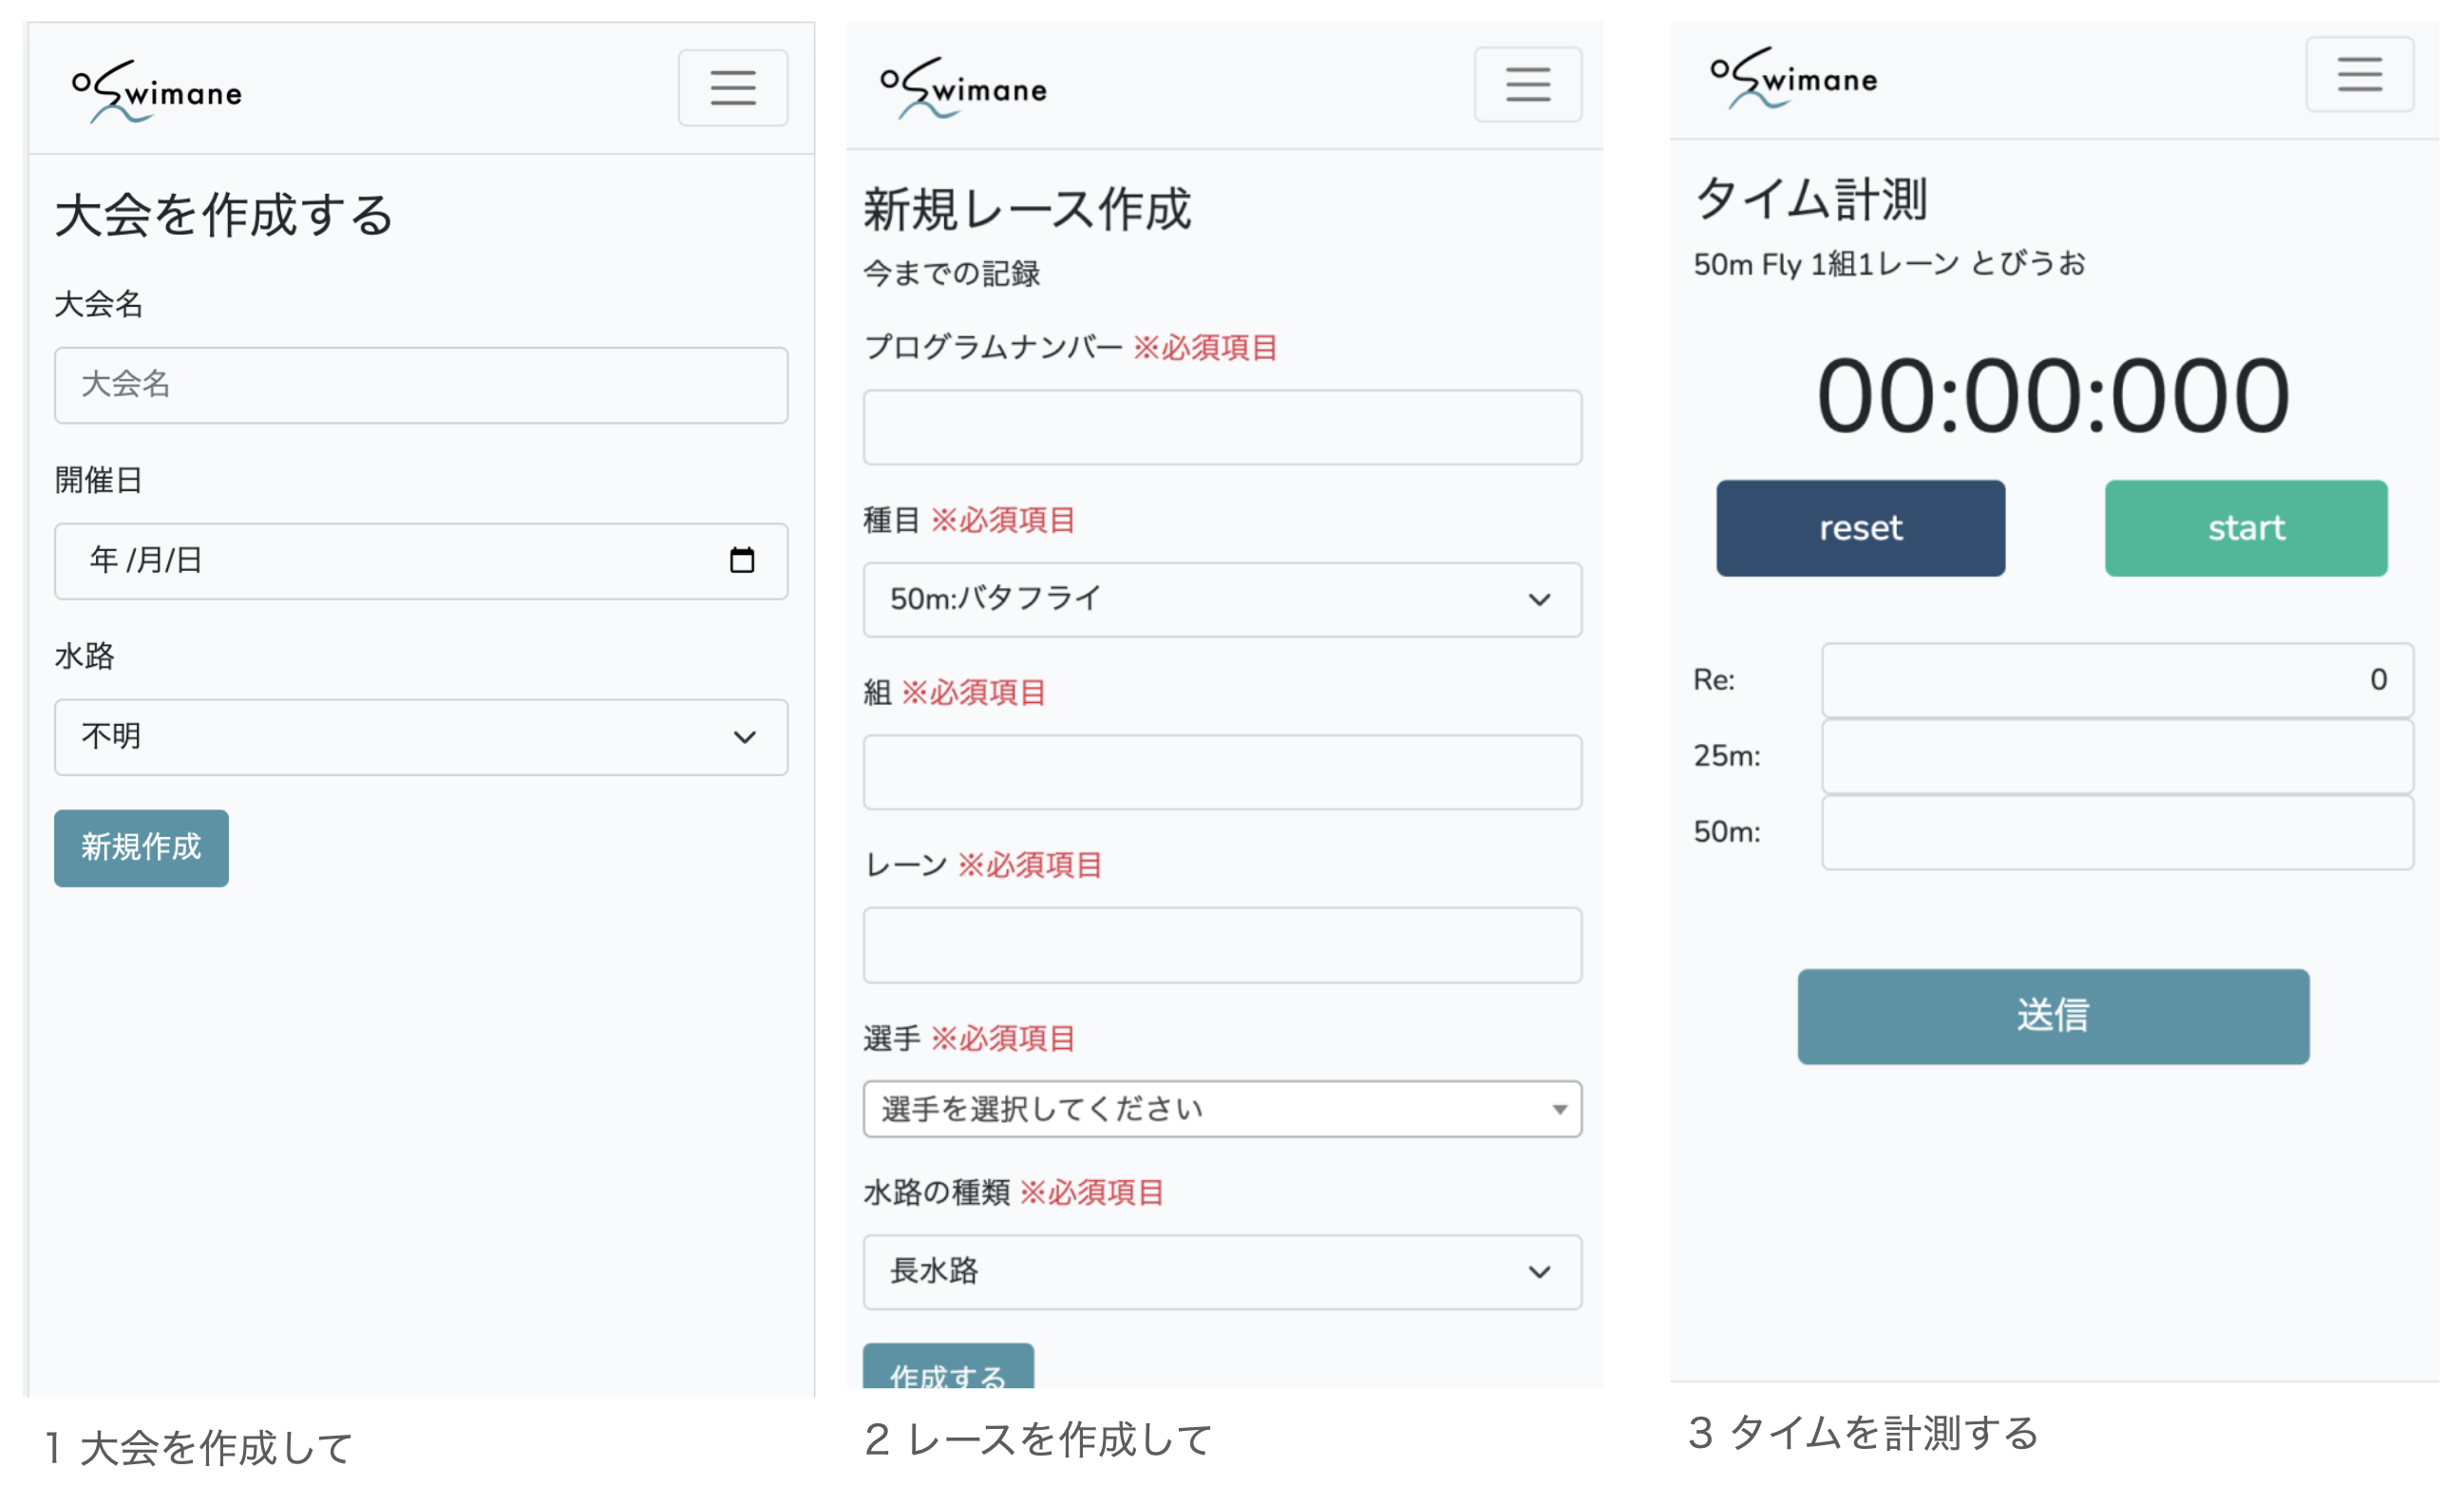 Swimane
大会を作成する
大会名
大会名
開催日
年 /月/日
水路
不明
新規作成
1 大会を作成して
Swimane
新規レース作成
今までの記録
プログラムナンバー ※必須項目
種目 ※必須項目
50m:バタフライ
組 ※必須項目
レーン ※必須項目
選手 ※必須項目
選手を選択してください
水路の種類 ※必須項目
長水路
作成する
2 レースを作成して
Swimane
タイム計測
50m Fly 1組1レーン とびうお
00:00:000
reset
start
Re:
0
25m:
50m:
送信
3 タイムを計測する